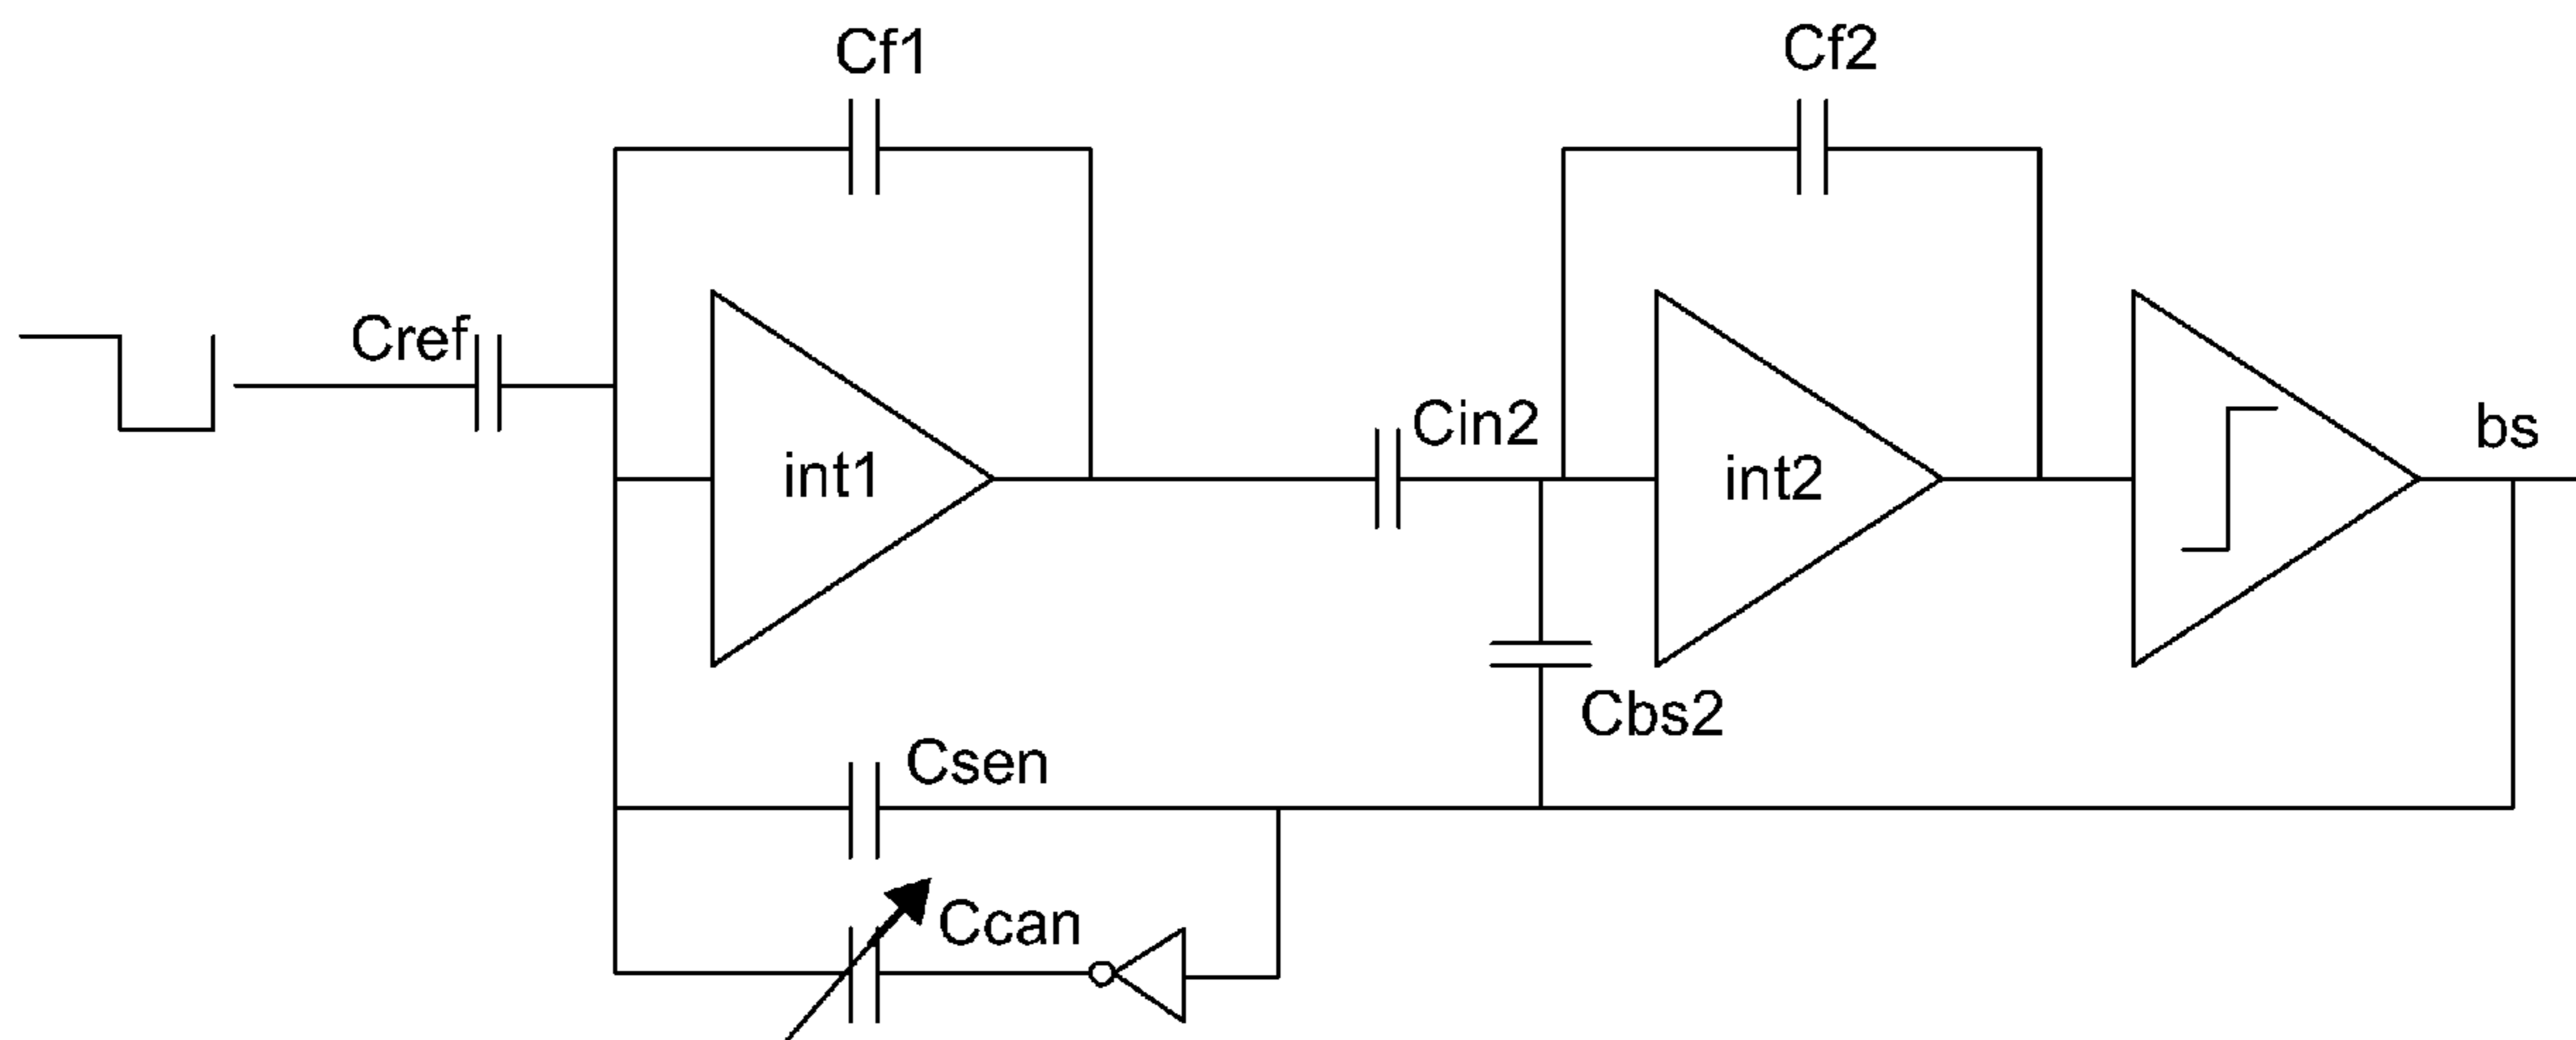 Cf1
Cf2
Cref
Cin2
bs
int1
int2
Cbs2
Csen
Ccan